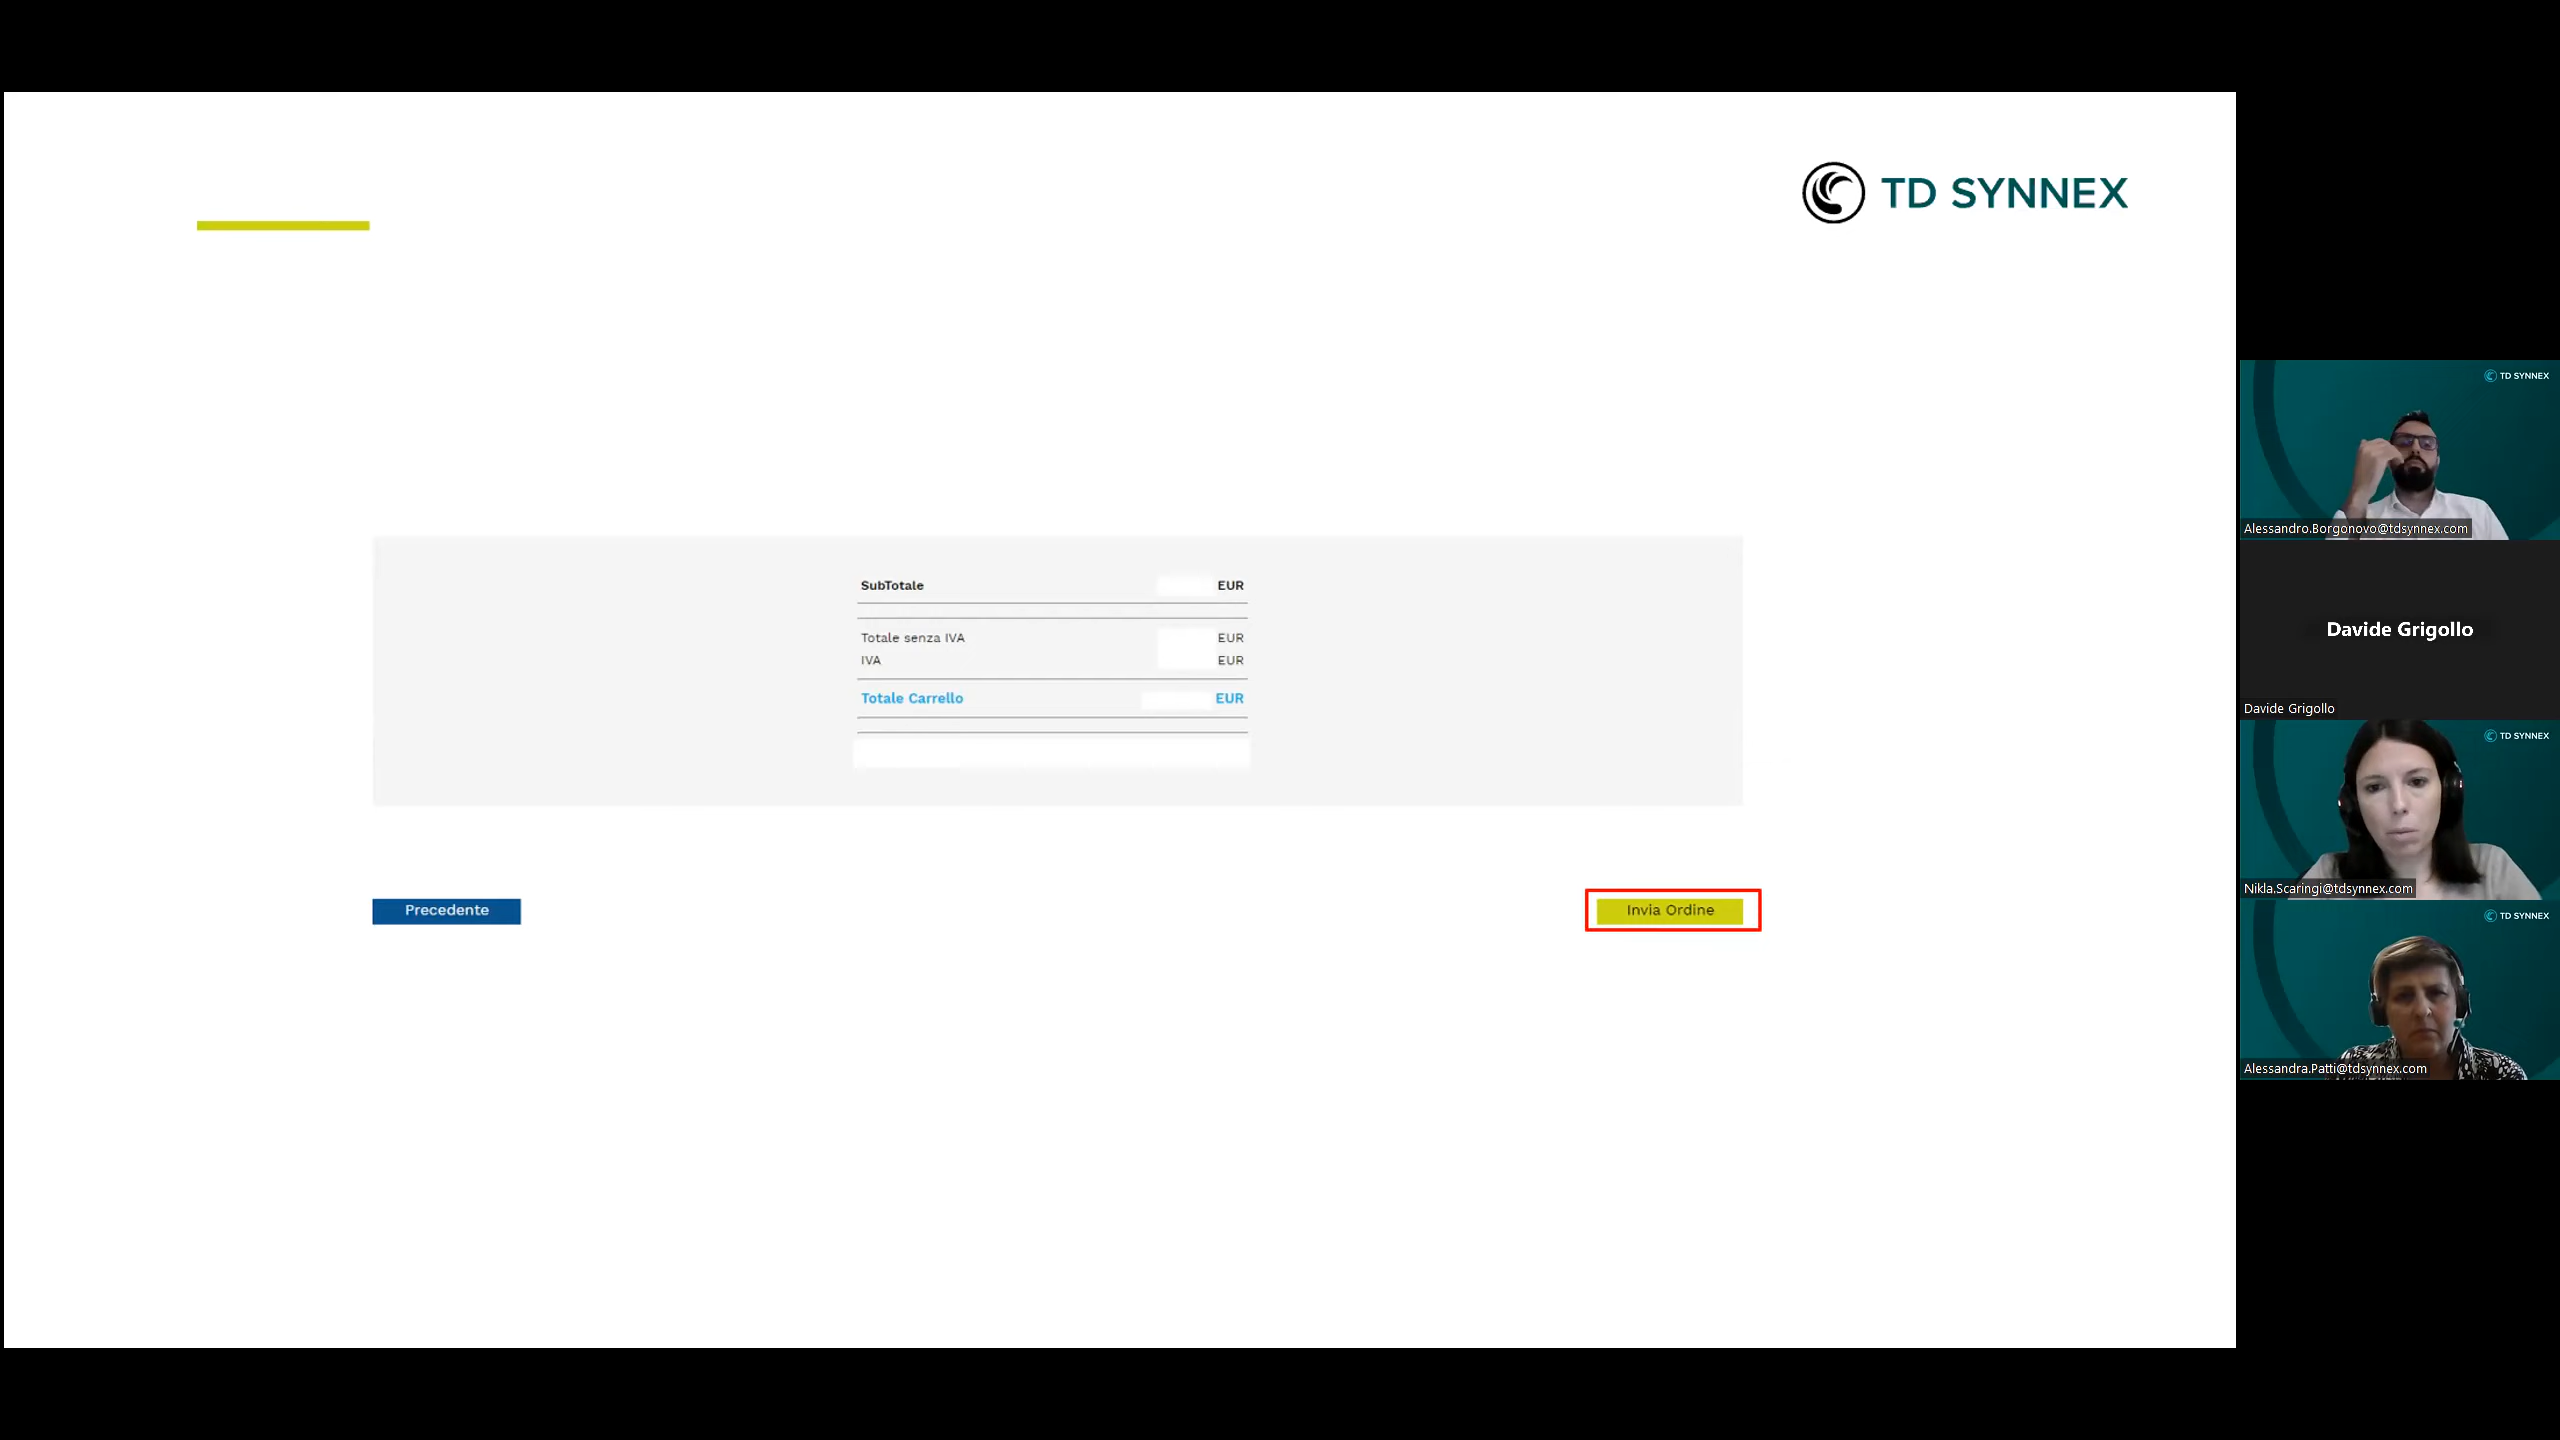 TD SYNNEX
SubTotale EUR
Totale senza IVA EUR
IVA EUR
Totale Carrello EUR
Precedente
Invia Ordine
TD SYNNEX
Alessandro.Borgonovo@tdsynnex.com
Davide Grigollo
Davide Grigollo
TD SYNNEX
Nikla.Scaringi@tdsynnex.com
TD SYNNEX
Alessandra.Patti@tdsynnex.com